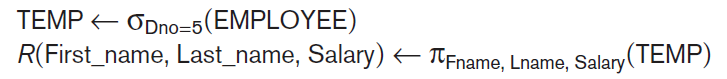 TEMP ← σDno=5(EMPLOYEE)
R(First_name, Last_name, Salary) ← πFname, Lname, Salary(TEMP)